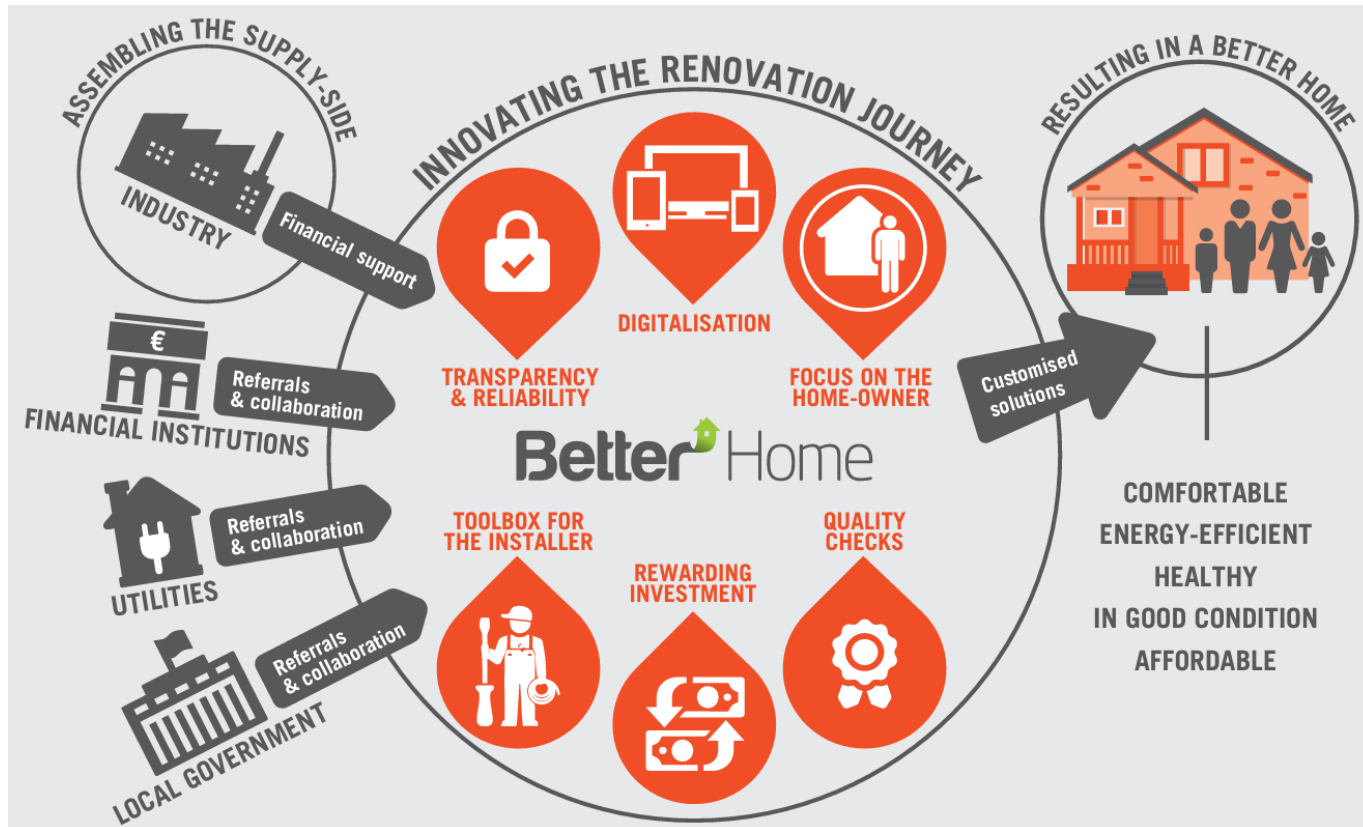 ASSEMBLING THE SUPPLY-SIDE
INDUSTRY
Financial support
€
FINANCIAL INSTITUTIONS
Referrals
& collaboration
UTILITIES
Referrals
& collaboration
LOCAL GOVERNMENT
Referrals
& collaboration
INNOVATING THE RENOVATION JOURNEY
TRANSPARENCY
& RELIABILITY
DIGITALISATION
FOCUS ON THE
HOME-OWNER
Better Home
TOOLBOX FOR
THE INSTALLER
REWARDING
INVESTMENT
QUALITY
CHECKS
Customised
solutions
RESULTING IN A BETTER HOME
COMFORTABLE
ENERGY-EFFICIENT
HEALTHY
IN GOOD CONDITION
AFFORDABLE